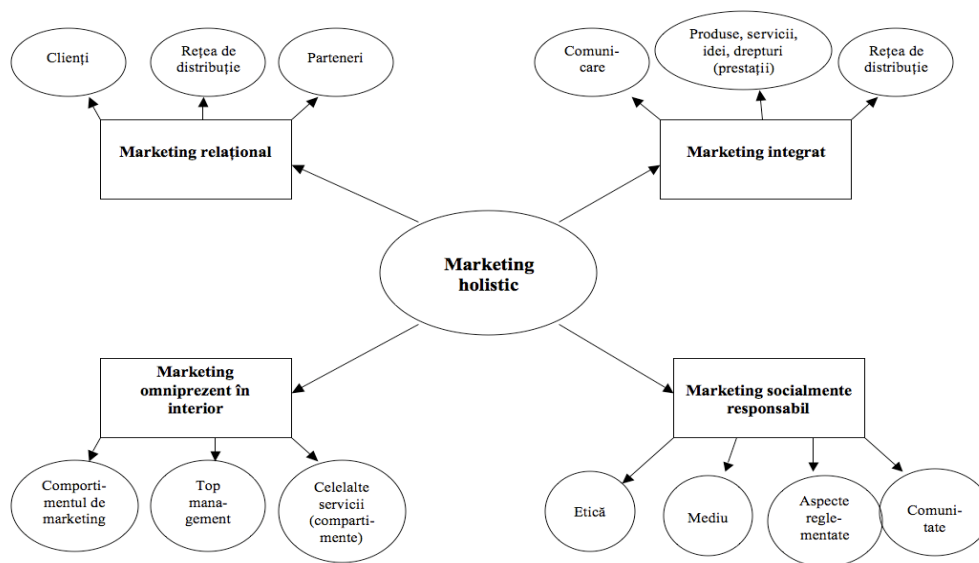 Clienți
Rețea de
distribuție
Parteneri
Comuni-
care
Produse, servicii,
idei, drepturi
(prestații)
Rețea de
distribuție
Marketing relațional
Marketing integrat
Marketing
holistic
Marketing
omniprezent în
interior
Marketing socialmente
responsabil
Comporti-
mentul de
marketing
Top
mana-
gement
Celelalte
servicii
(comparti-
mente)
Etică
Mediu
Aspecte
regle-
mentate
Comuni-
tate